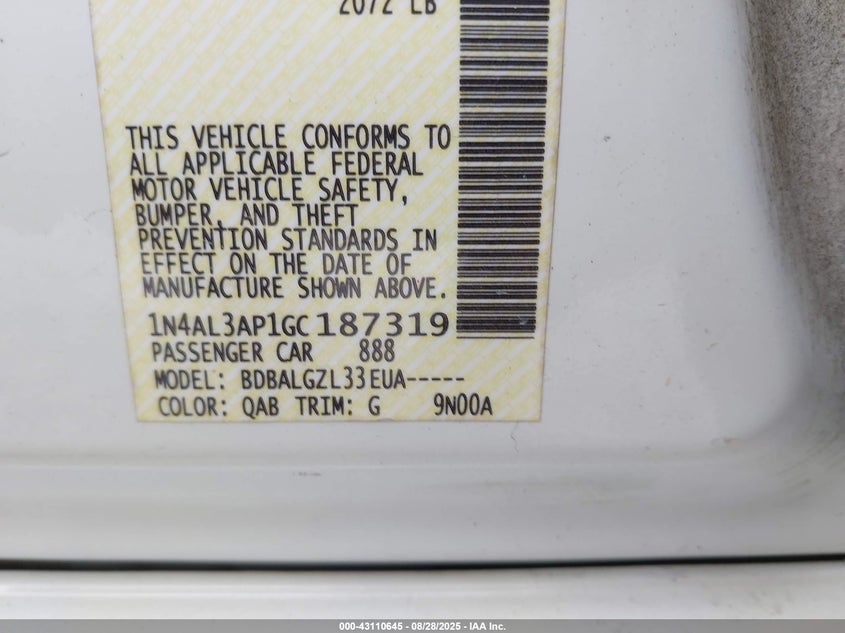 2072 LB
THIS VEHICLE CONFORMS TO
ALL APPLICABLE FEDERAL
MOTOR VEHICLE SAFETY,
BUMPER, AND THEFT
PREVENTION STANDARDS IN
EFFECT ON THE DATE OF
MANUFACTURE SHOWN ABOVE.
1N4AL3AP1GC187319
PASSENGER CAR 888
MODEL: BDBALGZL33EUA-----
COLOR: QAB TRIM: G 9N00A
000-43110645 / 08/28/2025 - IAA Inc.